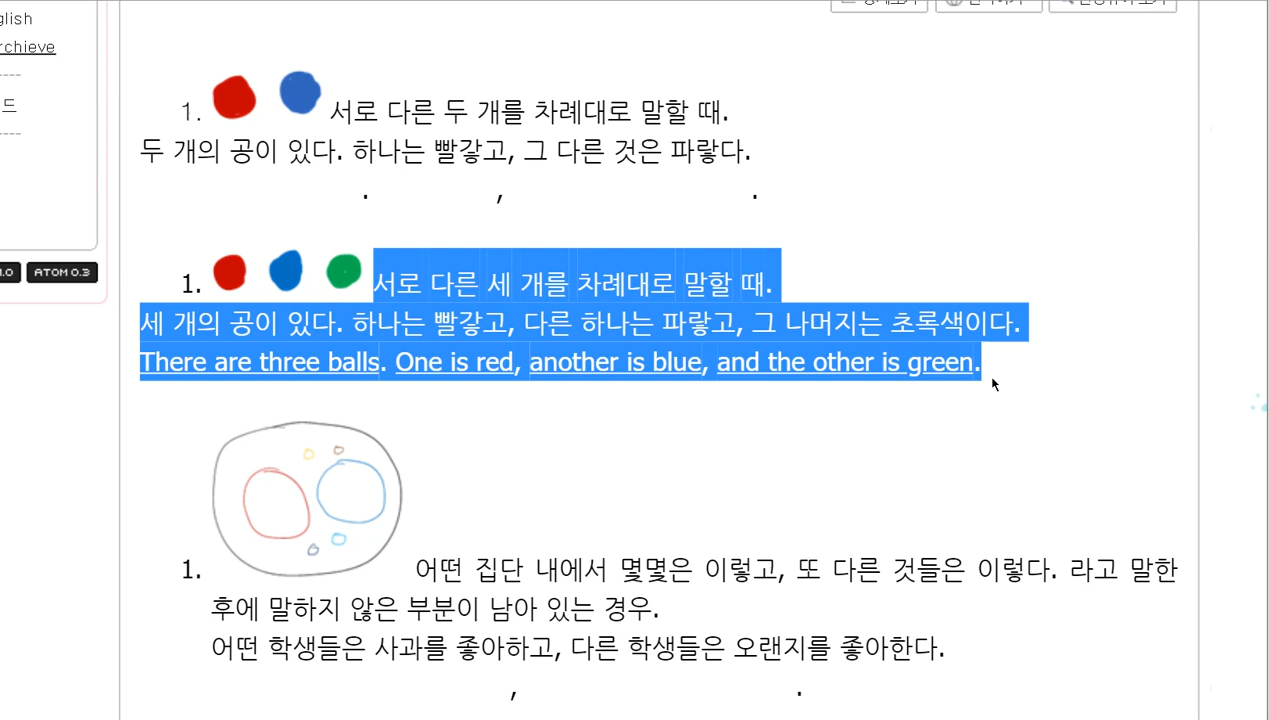 glish
rchieve
----
드
----
1.0
ATOM 0.3
1. 서로 다른 두 개를 차례대로 말할 때.
두 개의 공이 있다. 하나는 빨갛고, 그 다른 것은 파랗다.
. , .
1. 서로 다른 세 개를 차례대로 말할 때.
세 개의 공이 있다. 하나는 빨갛고, 다른 하나는 파랗고, 그 나머지는 초록색이다.
There are three balls. One is red, another is blue, and the other is green.
1. 어떤 집단 내에서 몇몇은 이렇고, 또 다른 것들은 이렇다. 라고 말한
후에 말하지 않은 부분이 남아 있는 경우.
어떤 학생들은 사과를 좋아하고, 다른 학생들은 오랜지를 좋아한다.
, .